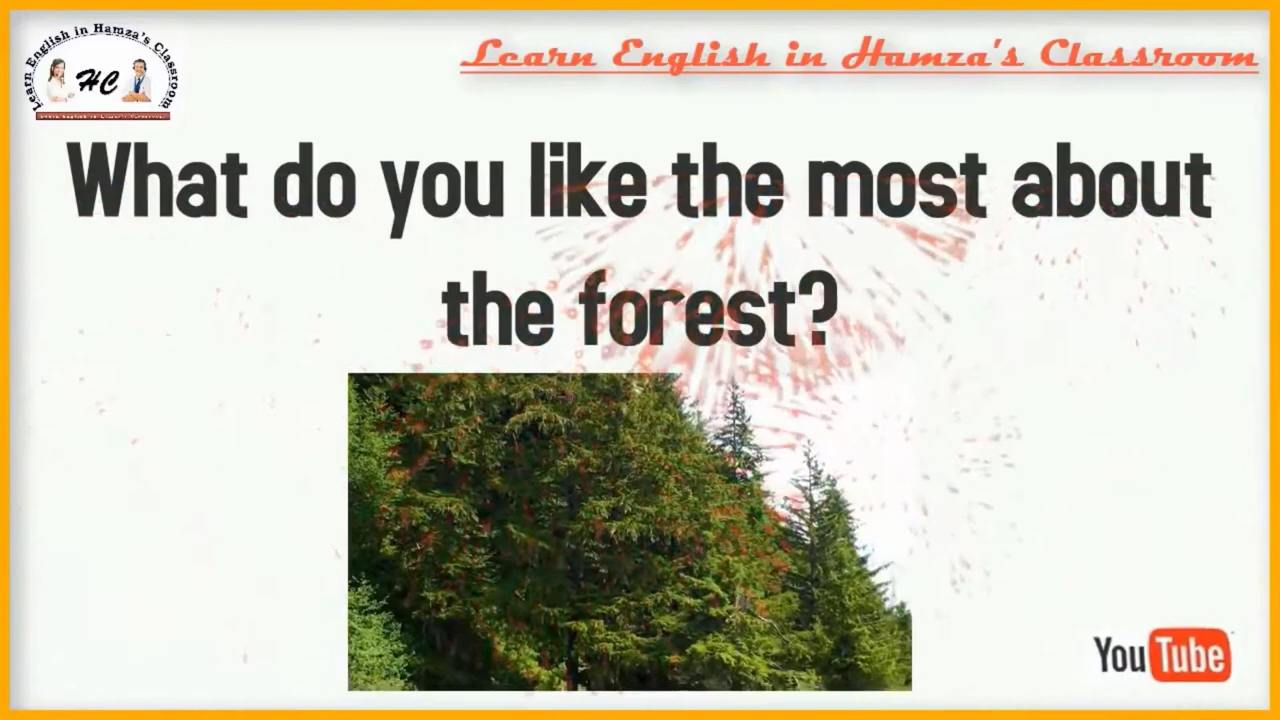 Learn English in Hamza's Classroom
HC
Learn English in Hamza's Classroom
What do you like the most about
the forest?
YouTube